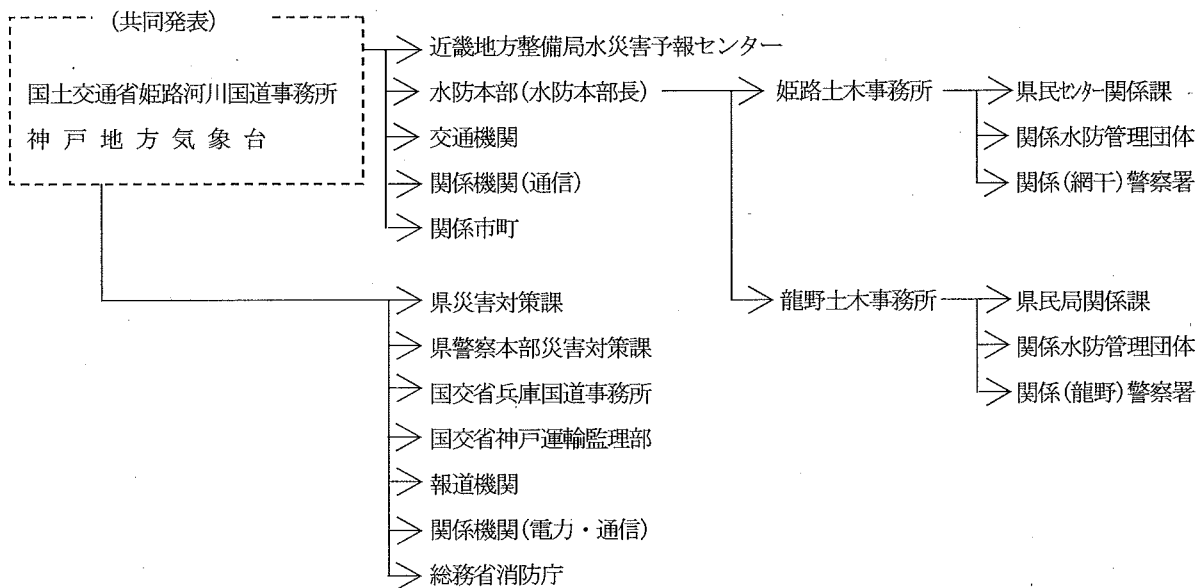 (共同発表)
国土交通省姫路河川国道事務所
神戸地方気象台
近畿地方整備局水災害予報センター
水防本部(水防本部長)
交通機関
関係機関(通信)
関係市町
姫路土木事務所
県民センター関係課
関係水防管理団体
関係(網干)警察署
龍野土木事務所
県民局関係課
関係水防管理団体
関係(龍野)警察署
県災害対策課
県警察本部災害対策課
国交省兵庫国道事務所
国交省神戸運輸監理部
報道機関
関係機関(電力・通信)
総務省消防庁